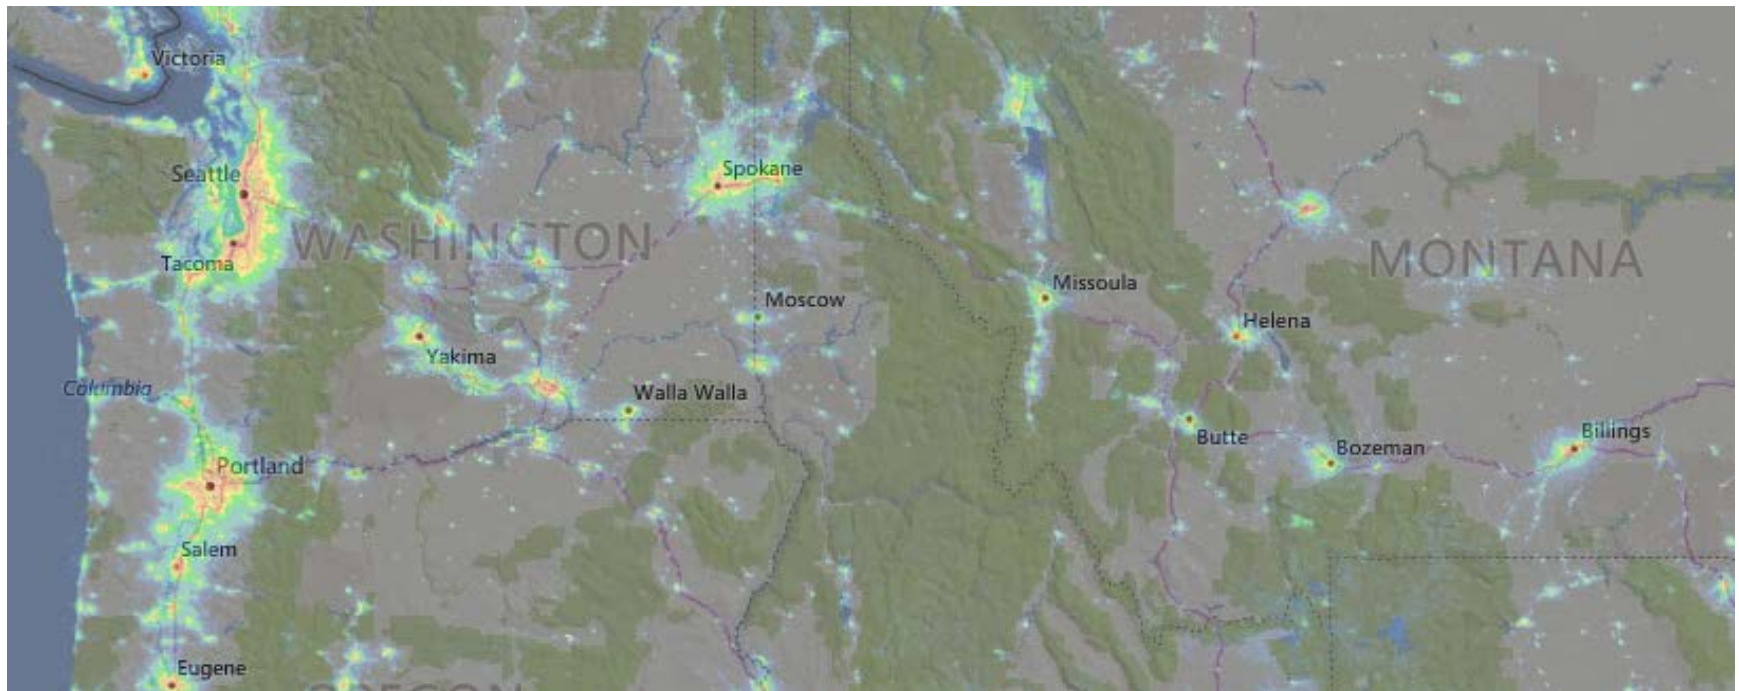 Victoria
Seattle
Spokane
WASHINGTON
MONTANA
Tacoma
Missoula
Moscow
Helena
Yakima
Columbia
Walla Walla
Butte
Billings
Bozeman
Portland
Salem
Eugene
OREGON